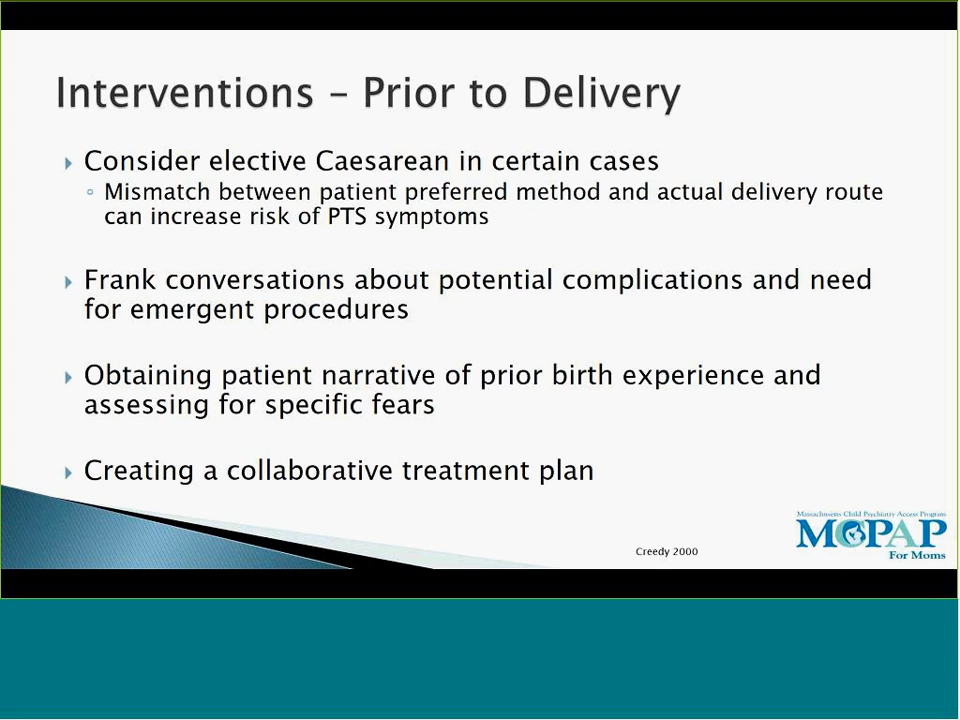 Interventions – Prior to Delivery
Consider elective Caesarean in certain cases
Mismatch between patient preferred method and actual delivery route
can increase risk of PTS symptoms
Frank conversations about potential complications and need
for emergent procedures
Obtaining patient narrative of prior birth experience and
assessing for specific fears
Creating a collaborative treatment plan
Creedy 2000
Massachusetts Child Psychiatry Access Program
MCPAP
For Moms